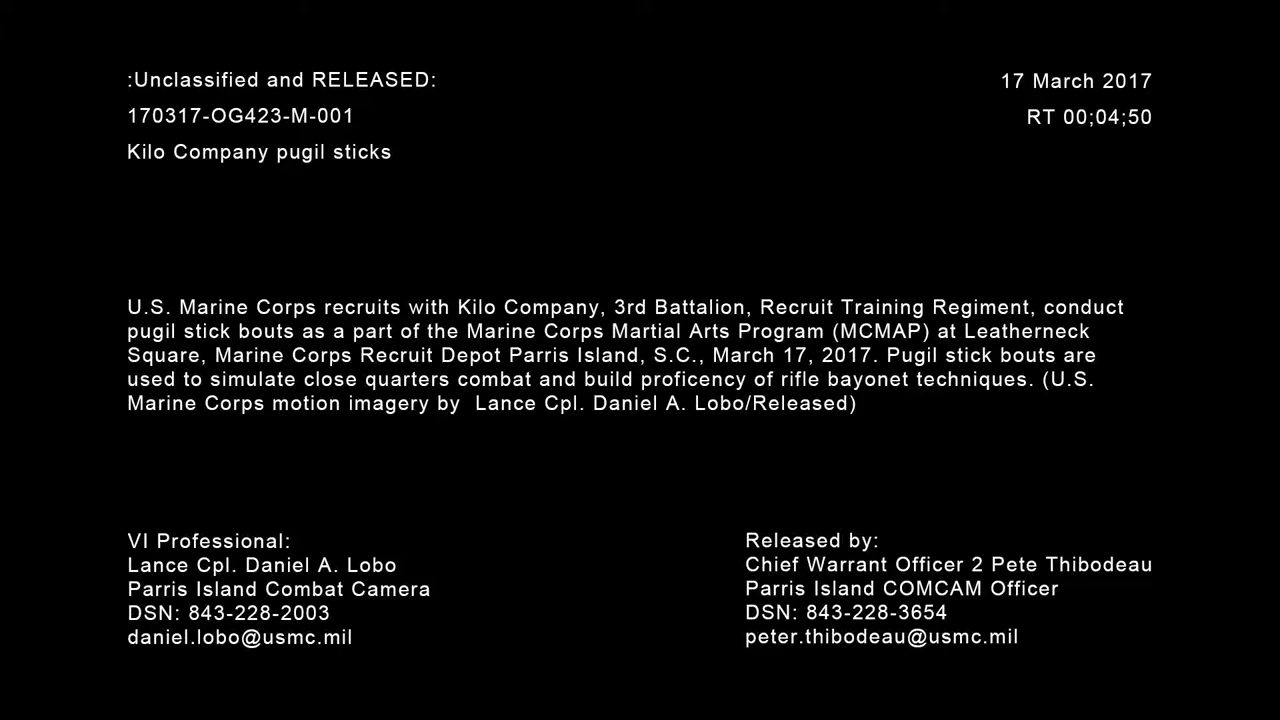 :Unclassified and RELEASED:
17 March 2017
170317-OG423-M-001
RT 00;04;50
Kilo Company pugil sticks
U.S. Marine Corps recruits with Kilo Company, 3rd Battalion, Recruit Training Regiment, conduct
pugil stick bouts as a part of the Marine Corps Martial Arts Program (MCMAP) at Leatherneck
Square, Marine Corps Recruit Depot Parris Island, S.C., March 17, 2017. Pugil stick bouts are
used to simulate close quarters combat and build proficency of rifle bayonet techniques. (U.S.
Marine Corps motion imagery by  Lance Cpl. Daniel A. Lobo/Released)
VI Professional:
Lance Cpl. Daniel A. Lobo
Parris Island Combat Camera
DSN: 843-228-2003
daniel.lobo@usmc.mil
Released by:
Chief Warrant Officer 2 Pete Thibodeau
Parris Island COMCAM Officer
DSN: 843-228-3654
peter.thibodeau@usmc.mil